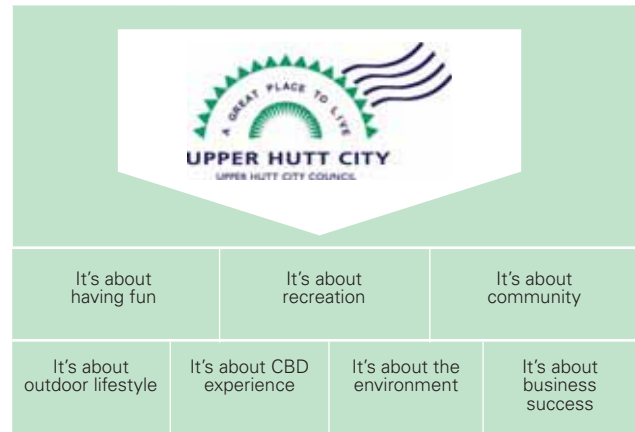 A GREAT PLACE TO LIVE
UPPER HUTT CITY
UPPER HUTT CITY COUNCIL
It's about
having fun
It's about
recreation
It's about
community
It's about
outdoor lifestyle
It's about CBD
experience
It's about the
environment
It's about
business
success